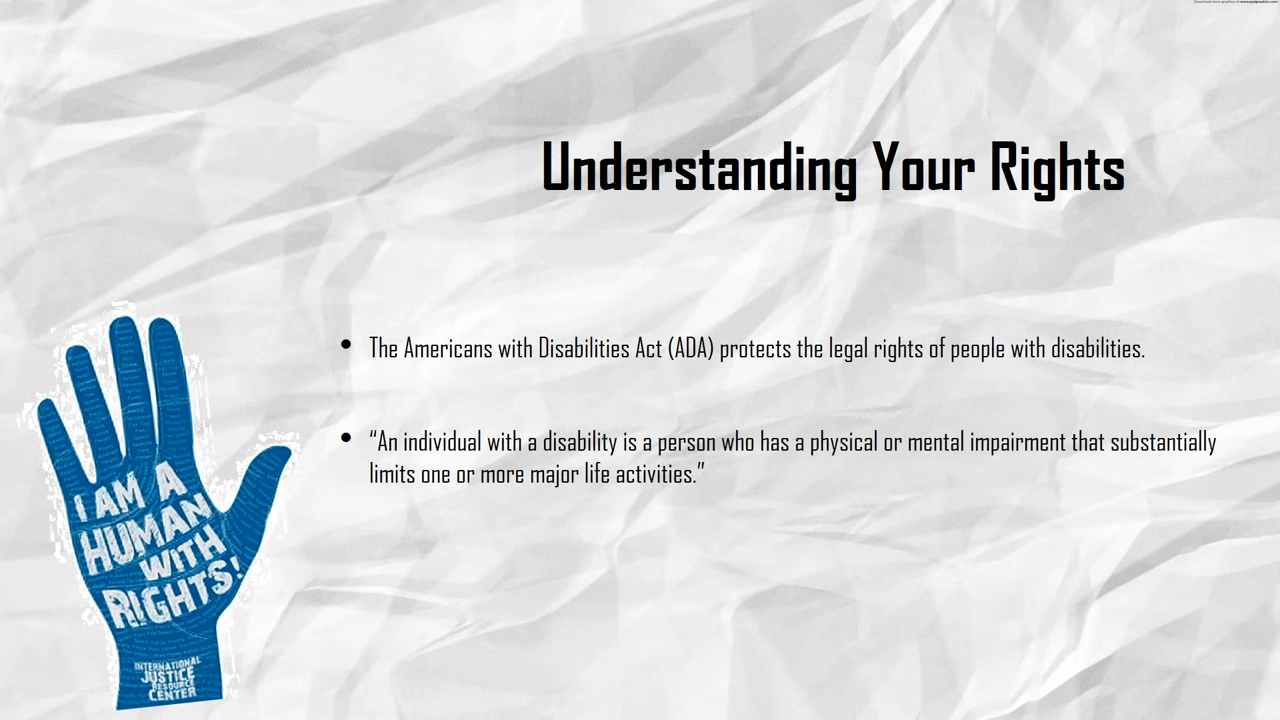 Understanding Your Rights
• The Americans with Disabilities Act (ADA) protects the legal rights of people with disabilities.
• “An individual with a disability is a person who has a physical or mental impairment that substantially
limits one or more major life activities.”
I AM A
HUMAN
WITH
RIGHTS!
INTERNATIONAL
JUSTICE
RESOURCE
CENTER